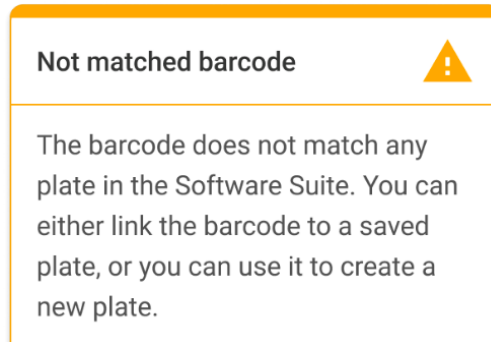 Not matched barcode
The barcode does not match any
plate in the Software Suite. You can
either link the barcode to a saved
plate, or you can use it to create a
new plate.